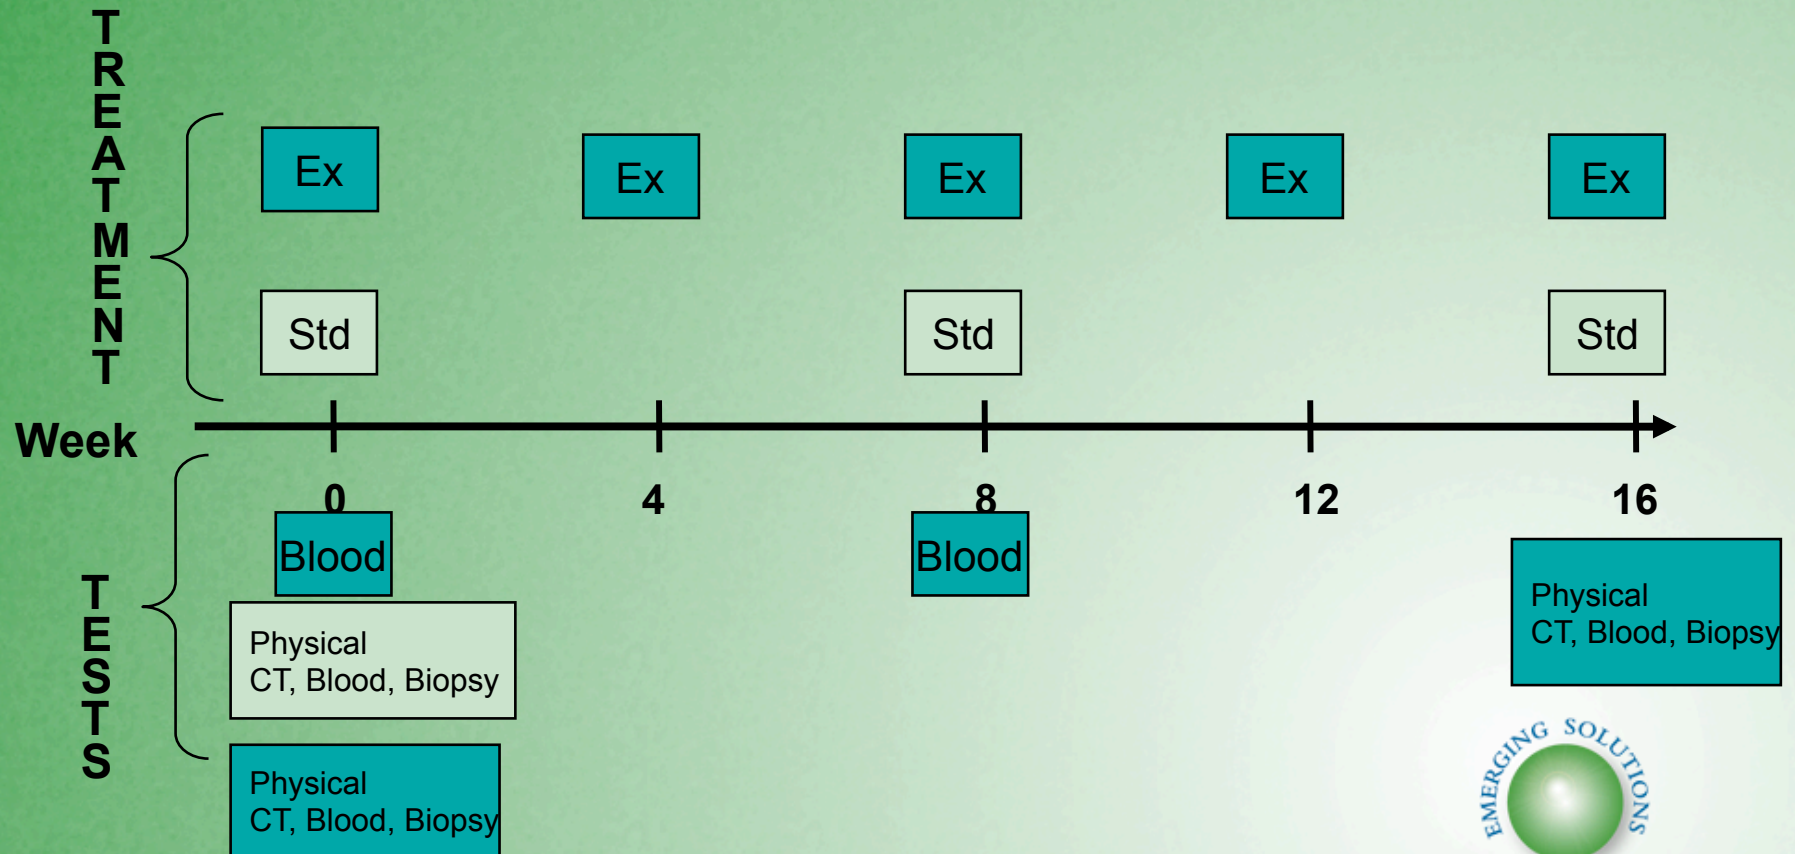 TREATMENT
Ex
Ex
Ex
Ex
Ex
Std
Std
Std
Week
0
4
8
12
16
TESTS
Blood
Blood
Physical
CT, Blood, Biopsy
Physical
CT, Blood, Biopsy
Physical
CT, Blood, Biopsy
EMERGING SOLUTIONS